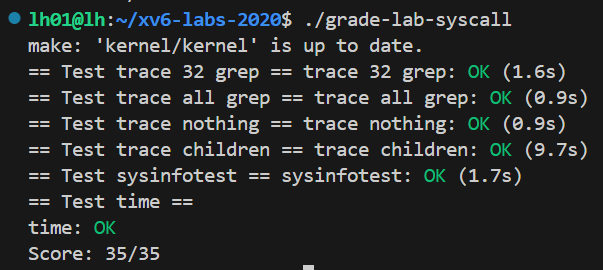 lh01@lh:~/xv6-labs-2020$ ./grade-lab-syscall
make: 'kernel/kernel' is up to date.
== Test trace 32 grep == trace 32 grep: OK (1.6s)
== Test trace all grep == trace all grep: OK (0.9s)
== Test trace nothing == trace nothing: OK (0.9s)
== Test trace children == trace children: OK (9.7s)
== Test sysinfotest == sysinfotest: OK (1.7s)
== Test time ==
time: OK
Score: 35/35